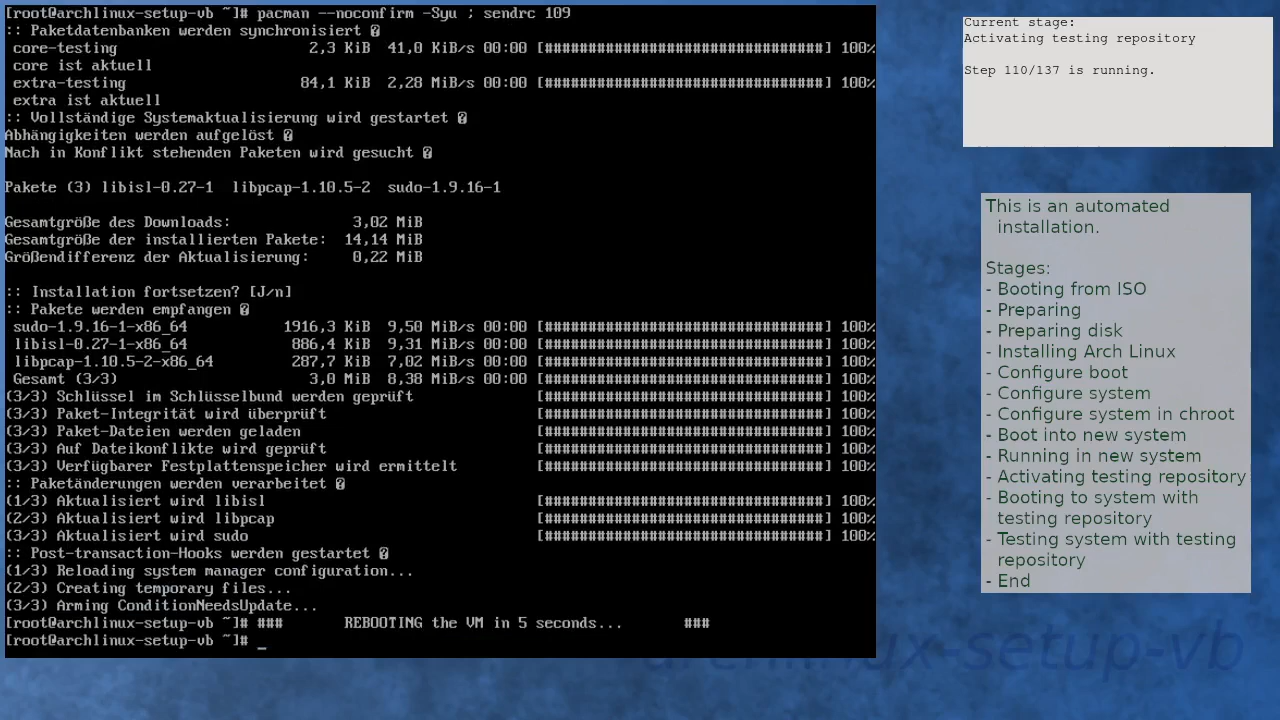 [root@archlinux-setup-vb ~]# pacman --noconfirm -Syu ; sendrc 109
:: Paketdatenbanken werden synchronisiert �
core-testing 2,3 KiB 41,0 KiB/s 00:00 [################################] 100%
core ist aktuell
extra-testing 84,1 KiB 2,28 MiB/s 00:00 [################################] 100%
extra ist aktuell
:: Vollständige Systemaktualisierung wird gestartet �
Abhängigkeiten werden aufgelöst �
Nach in Konflikt stehenden Paketen wird gesucht �
Pakete (3) libisl-0.27-1 libpcap-1.10.5-2 sudo-1.9.16-1
Gesamtgröße des Downloads: 3,02 MiB
Gesamtgröße der installierten Pakete: 14,14 MiB
Größendifferenz der Aktualisierung: 0,22 MiB
:: Installation fortsetzen? [J/n]
:: Pakete werden empfangen �
sudo-1.9.16-1-x86_64 1916,3 KiB 9,50 MiB/s 00:00 [################################] 100%
libisl-0.27-1-x86_64 886,4 KiB 9,31 MiB/s 00:00 [################################] 100%
libpcap-1.10.5-2-x86_64 287,7 KiB 7,02 MiB/s 00:00 [################################] 100%
Gesamt (3/3) 3,0 MiB 8,38 MiB/s 00:00 [################################] 100%
(3/3) Schlüssel im Schlüsselbund werden geprüft [################################] 100%
(3/3) Paket-Integrität wird überprüft [################################] 100%
(3/3) Paket-Dateien werden geladen [################################] 100%
(3/3) Auf Dateikonflikte wird geprüft [################################] 100%
(3/3) Verfügbarer Festplattenspeicher wird ermittelt [################################] 100%
:: Paketänderungen werden verarbeitet �
(1/3) Aktualisiert wird libisl [################################] 100%
(2/3) Aktualisiert wird libpcap [################################] 100%
(3/3) Aktualisiert wird sudo [################################] 100%
:: Post-transaction-Hooks werden gestartet �
(1/3) Reloading system manager configuration...
(2/3) Creating temporary files...
(3/3) Arming ConditionNeedsUpdate...
[root@archlinux-setup-vb ~]# ### REBOOTING the VM in 5 seconds... ###
[root@archlinux-setup-vb ~]# _
Current stage:
Activating testing repository
Step 110/137 is running.
This is an automated
installation.
Stages:
- Booting from ISO
- Preparing
- Preparing disk
- Installing Arch Linux
- Configure boot
- Configure system
- Configure system in chroot
- Boot into new system
- Running in new system
- Activating testing repository
- Booting to system with
testing repository
- Testing system with testing
repository
- End
archlinux-setup-vb